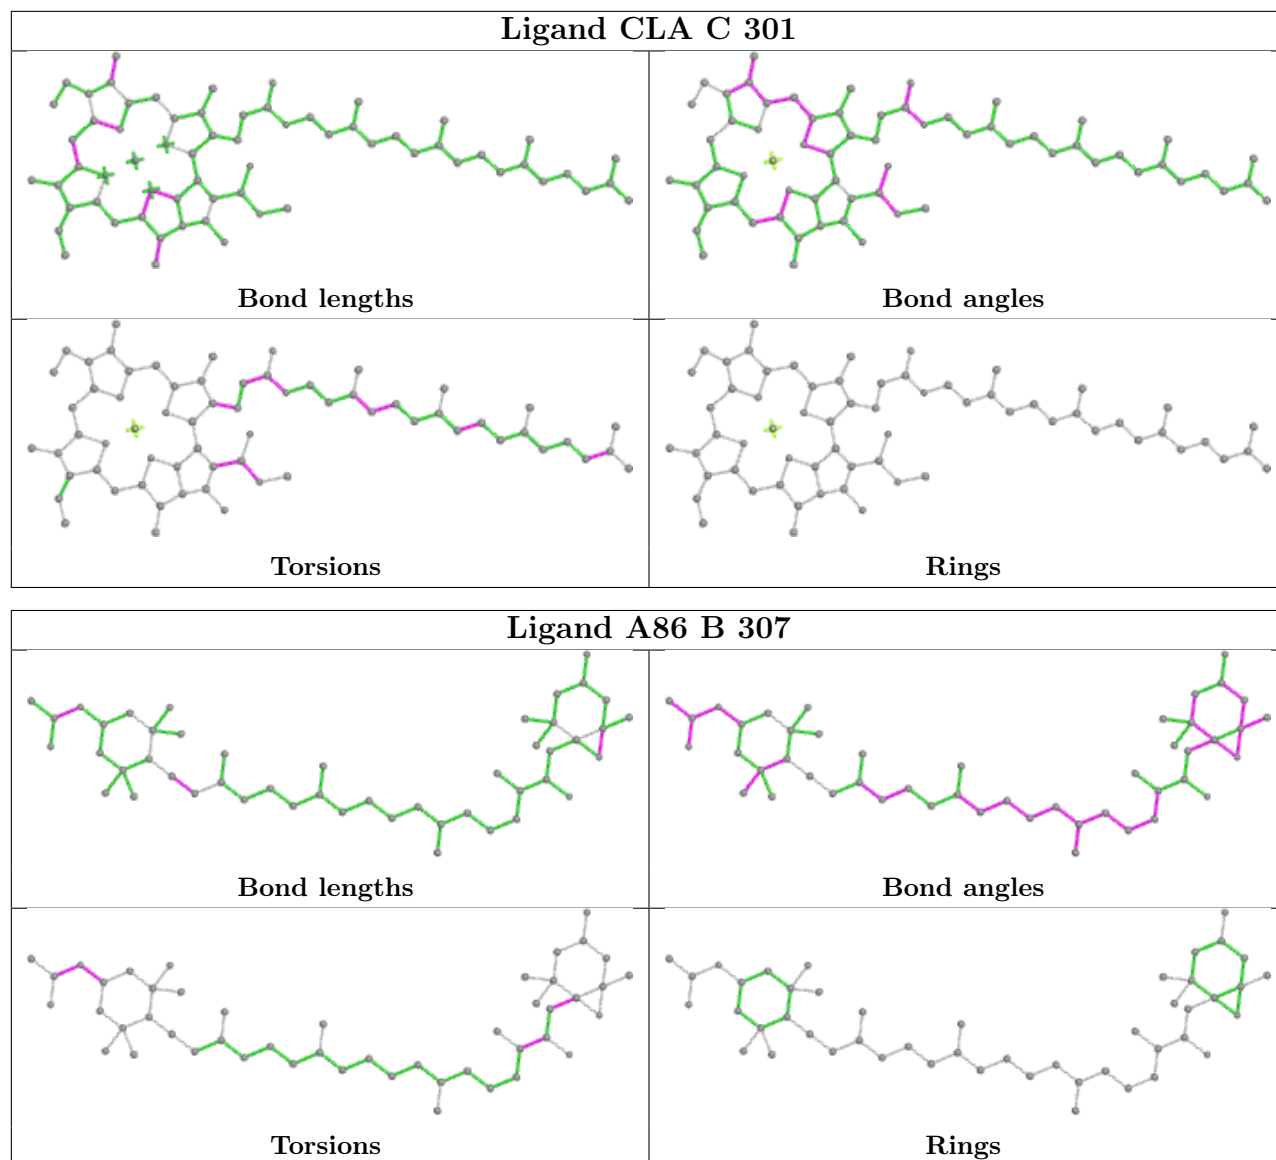 Ligand CLA C 301
Bond lengths
Bond angles
Torsions
Rings
Ligand A86 B 307
Bond lengths
Bond angles
Torsions
Rings